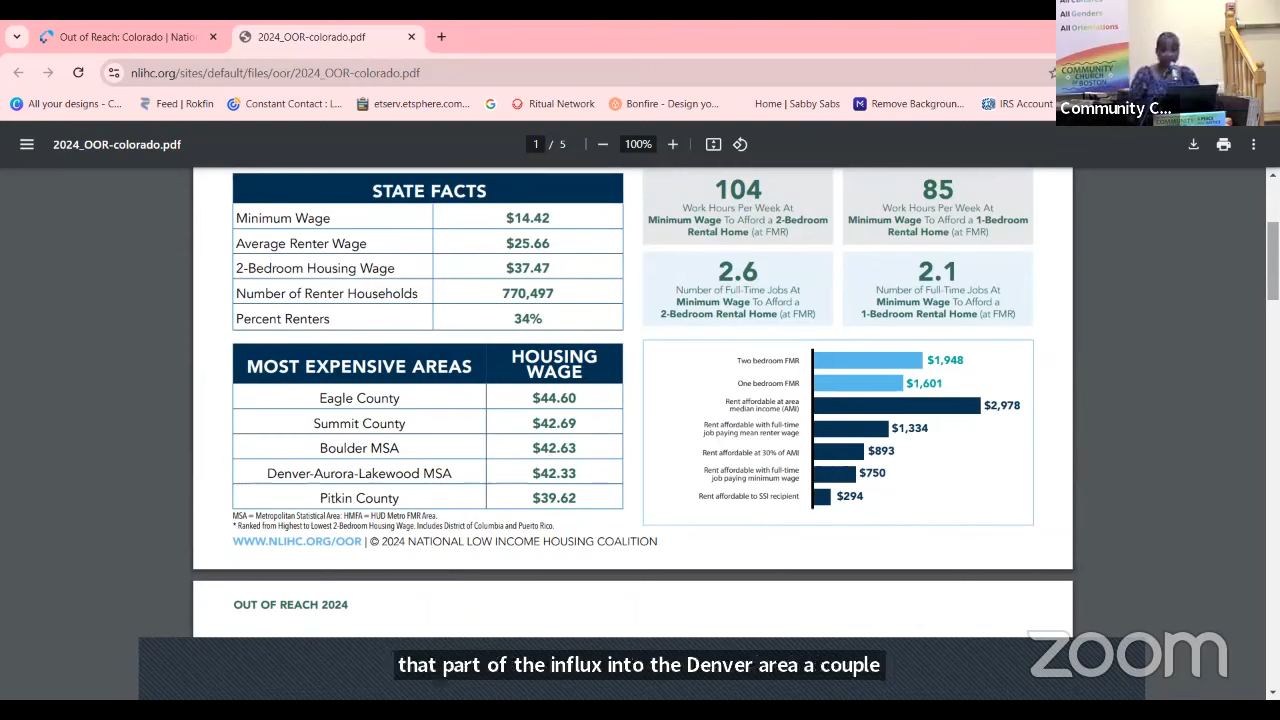 Out of Reach: Colorado | Natio
2024_OOR-colorado.pdf
nlihc.org/sites/default/files/oor/2024_OOR-colorado.pdf
All your designs - C...
Feed | Rokfin
Constant Contact : L...
etserv.etsphere.com...
Ritual Network
Bonfire - Design yo...
Home | Sabby Sabs
Remove Backgroun...
IRS Account
All Genders
All Orientations
COMMUNITY
CHURCH
OF BOSTON
Community C...
2024_OOR-colorado.pdf
1 / 5
100%
STATE FACTS
Minimum Wage $14.42
Average Renter Wage $25.66
2-Bedroom Housing Wage $37.47
Number of Renter Households 770,497
Percent Renters 34%
104
Work Hours Per Week At
Minimum Wage To Afford a 2-Bedroom
Rental Home (at FMR)
85
Work Hours Per Week At
Minimum Wage To Afford a 1-Bedroom
Rental Home (at FMR)
2.6
Number of Full-Time Jobs At
Minimum Wage To Afford a
2-Bedroom Rental Home (at FMR)
2.1
Number of Full-Time Jobs At
Minimum Wage To Afford a
1-Bedroom Rental Home (at FMR)
MOST EXPENSIVE AREAS
HOUSING
WAGE
Eagle County $44.60
Summit County $42.69
Boulder MSA $42.63
Denver-Aurora-Lakewood MSA $42.33
Pitkin County $39.62
MSA = Metropolitan Statistical Area: HMFA = HUD Metro FMR Area.
* Ranked from Highest to Lowest 2-Bedroom Housing Wage. Includes District of Columbia and Puerto Rico.
Two bedroom FMR $1,948
One bedroom FMR $1,601
Rent affordable at area
median income (AMI) $2,978
Rent affordable with full-time
job paying mean renter wage $1,334
Rent affordable at 30% of AMI $893
Rent affordable with full-time
job paying minimum wage $750
Rent affordable to SSI recipient $294
WWW.NLIHC.ORG/OOR | © 2024 NATIONAL LOW INCOME HOUSING COALITION
OUT OF REACH 2024
that part of the influx into the Denver area a couple
zoom